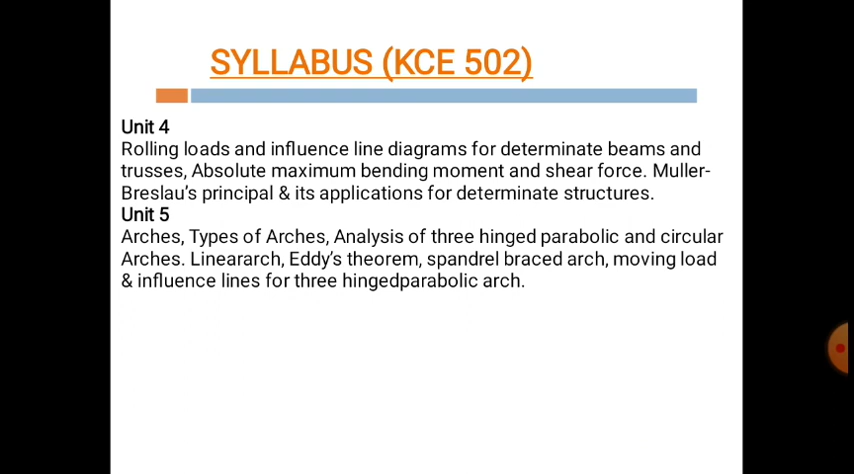 SYLLABUS (KCE 502)
Unit 4
Rolling loads and influence line diagrams for determinate beams and
trusses, Absolute maximum bending moment and shear force. Muller-
Breslau's principal & its applications for determinate structures.
Unit 5
Arches, Types of Arches, Analysis of three hinged parabolic and circular
Arches. Lineararch, Eddy's theorem, spandrel braced arch, moving load
& influence lines for three hingedparabolic arch.